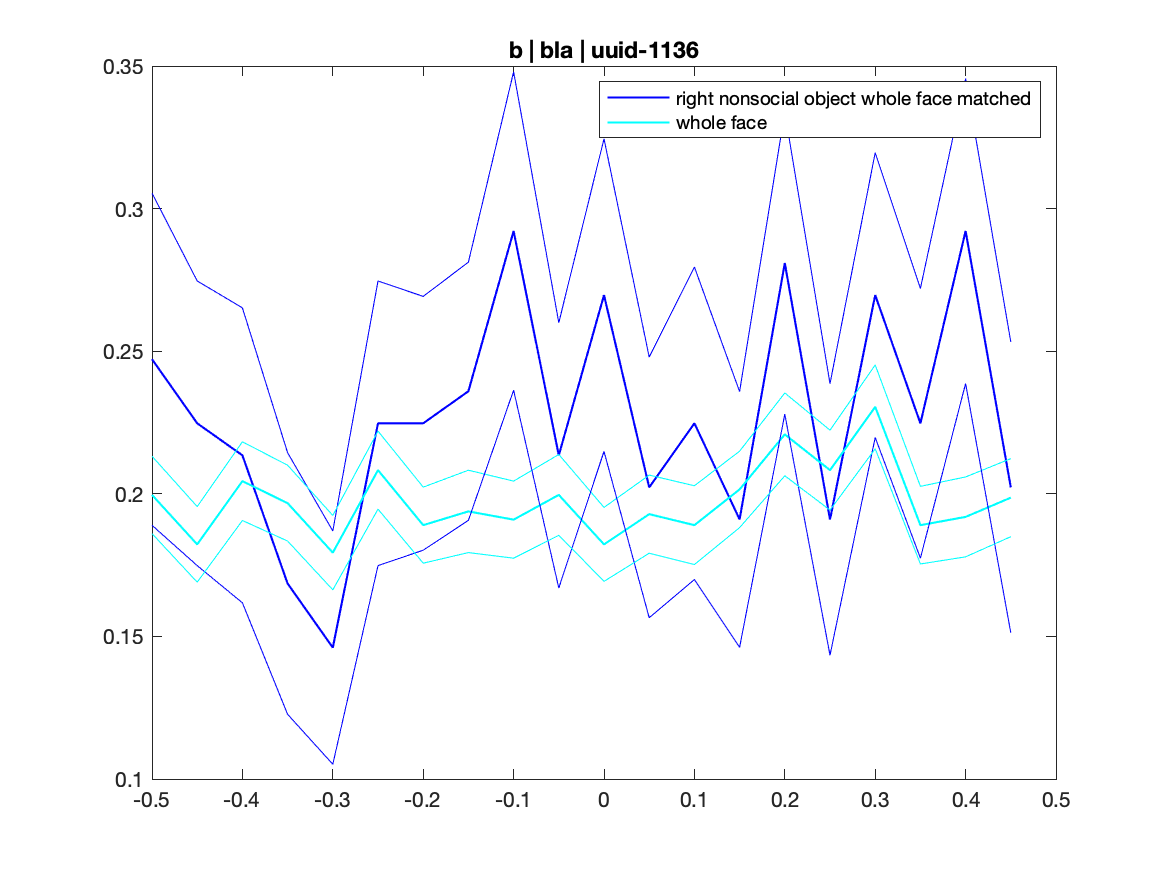 b | bla | uuid-1136
0.35
0.3
0.25
0.2
0.15
0.1
right nonsocial object whole face matched
whole face
-0.5 -0.4 -0.3 -0.2 -0.1 0 0.1 0.2 0.3 0.4 0.5